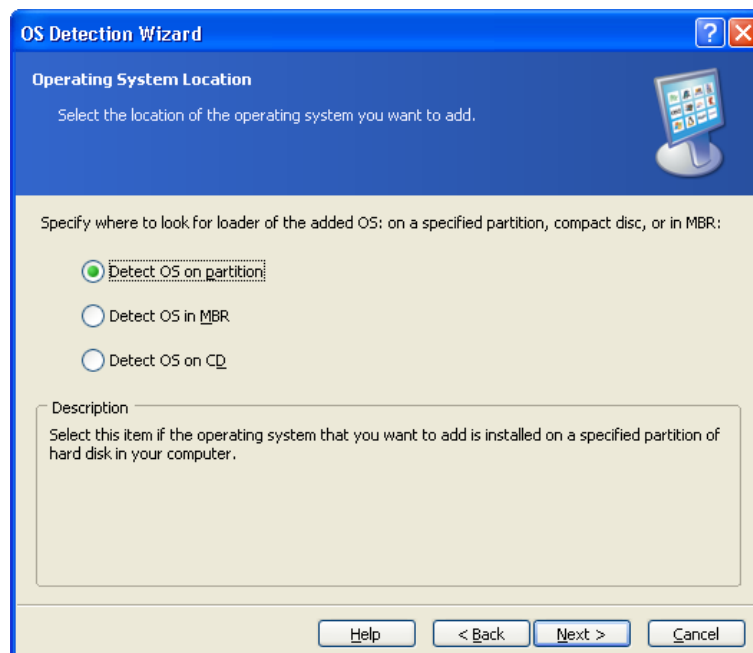 OS Detection Wizard
Operating System Location
Select the location of the operating system you want to add.
Specify where to look for loader of the added OS: on a specified partition, compact disc, or in MBR:
Detect OS on partition
Detect OS in MBR
Detect OS on CD
Description
Select this item if the operating system that you want to add is installed on a specified partition of
hard disk in your computer.
Help < Back Next > Cancel